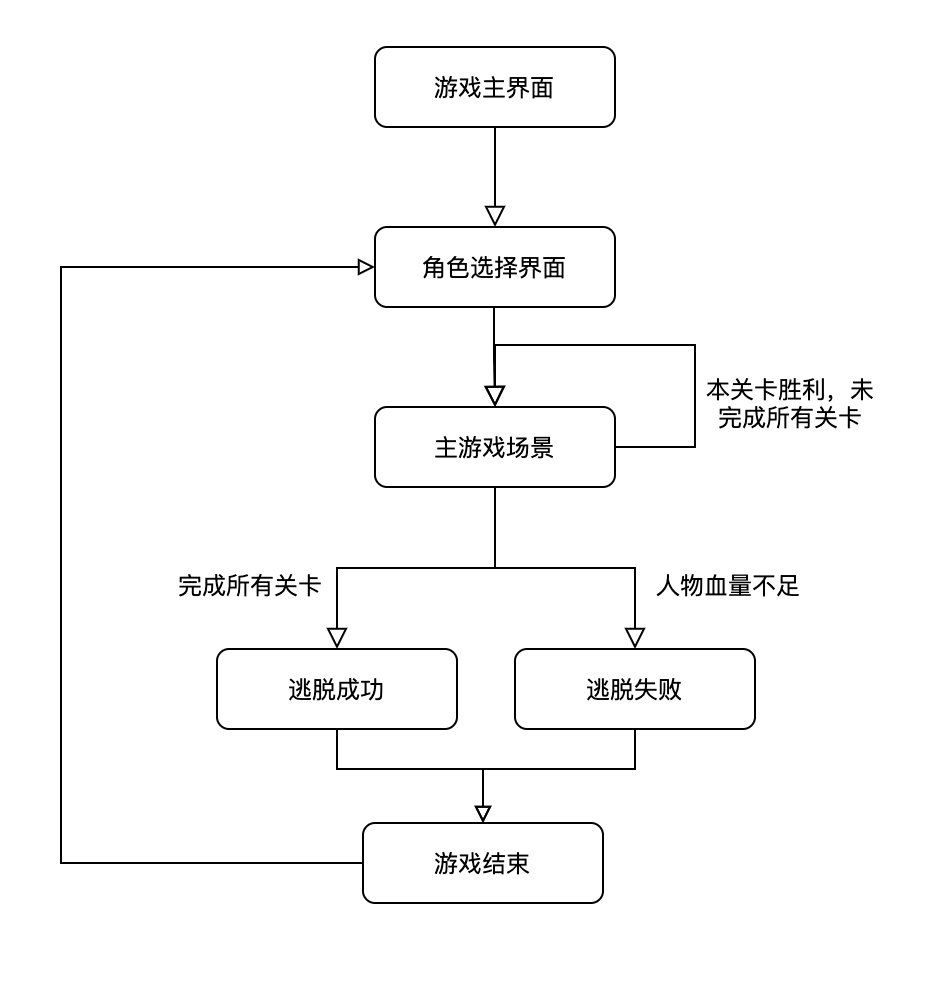 游戏主界面
角色选择界面
本关卡胜利，未
完成所有关卡
主游戏场景
完成所有关卡
人物血量不足
逃脱成功
逃脱失败
游戏结束